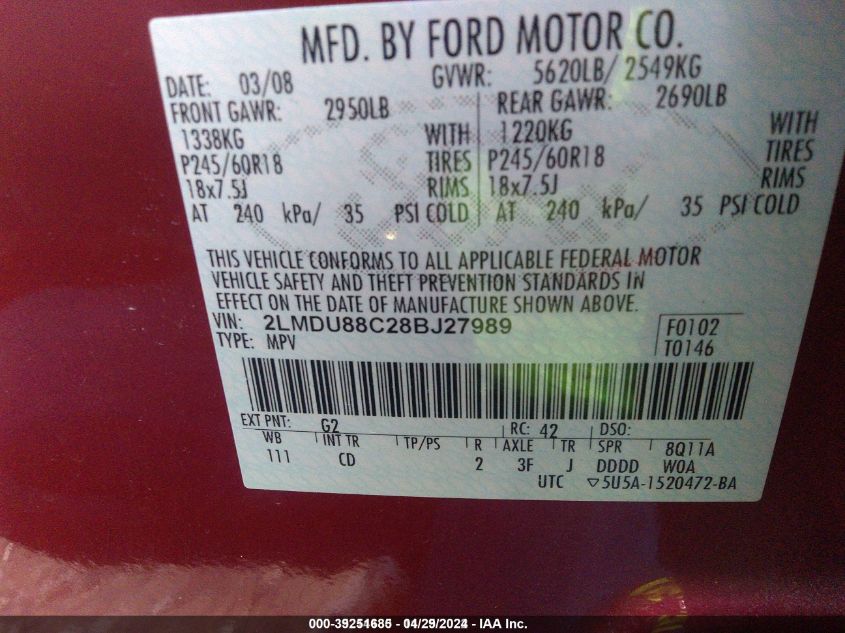 MFD. BY FORD MOTOR CO.
DATE: 03/08 GVWR: 5620LB/ 2549KG
FRONT GAWR: 2950LB REAR GAWR: 2690LB
1338KG WITH 1220KG WITH
P245/60R18 TIRES P245/60R18 TIRES
18x7.5J RIMS 18x7.5J RIMS
AT 240 kPa/ 35 PSI COLD AT 240 kPa/ 35 PSI COLD
THIS VEHICLE CONFORMS TO ALL APPLICABLE FEDERAL MOTOR
VEHICLE SAFETY AND THEFT PREVENTION STANDARDS IN
EFFECT ON THE DATE OF MANUFACTURE SHOWN ABOVE.
VIN: 2LMDU88C28BJ27989 F0102
TYPE: MPV T0146
EXT PNT: G2 RC: 42 DSO:
WB INT TR TP/PS R AXLE TR SPR 8Q11A
111 CD 2 3F J DDDD WOA
UTC ▽5U5A-1520472-BA
000-39251686 04/29/2024 - IAA Inc.